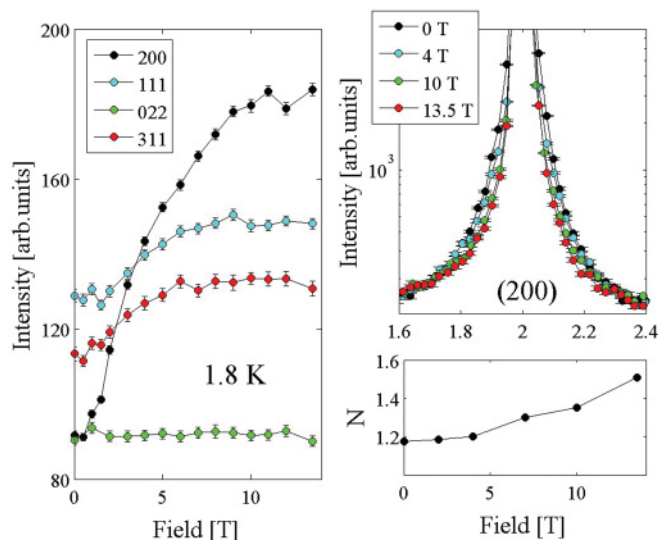 200
160
120
80
Intensity [arb.units]
200
111
022
311
1.8 K
0
5
10
Field [T]
0 T
4 T
10 T
13.5 T
10³
Intensity [arb.units]
(200)
1.6
1.8
2
2.2
2.4
1.6
1.4
1.2
N
0
5
10
Field [T]